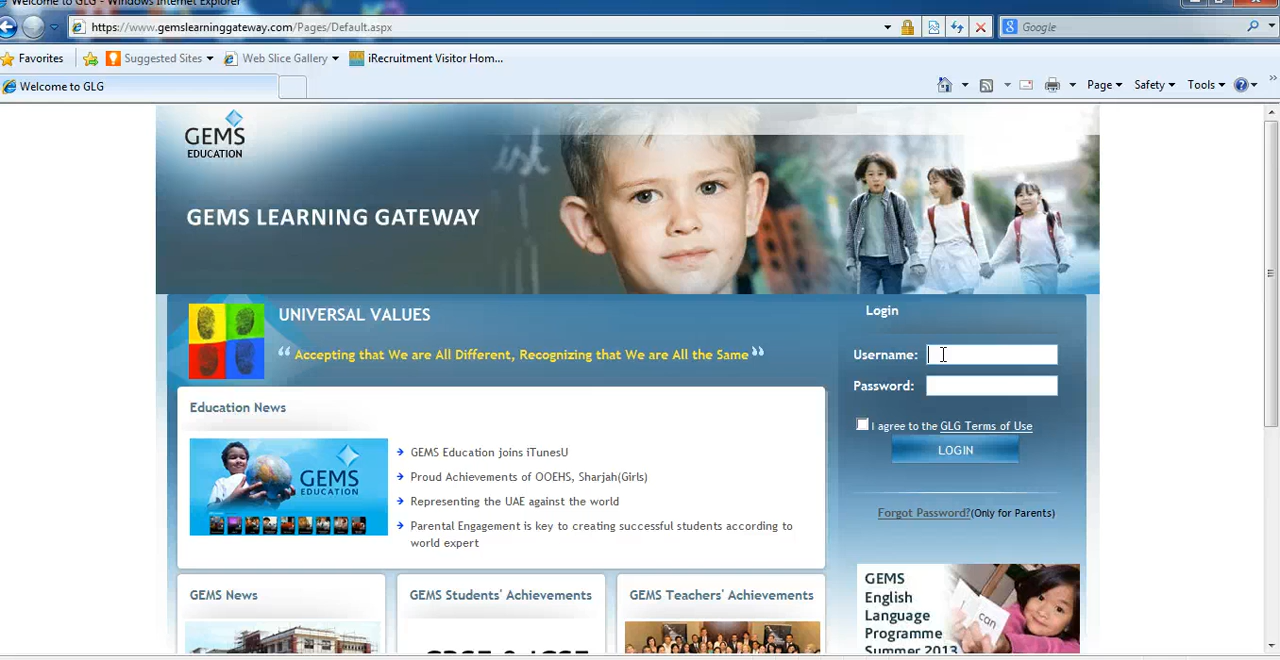 Welcome to GLG - Windows Internet Explorer
https://www.gemslearninggateway.com/Pages/Default.aspx
Google
Favorites
Suggested Sites
Web Slice Gallery
iRecruitment Visitor Hom...
Welcome to GLG
Page
Safety
Tools
GEMS
EDUCATION
GEMS LEARNING GATEWAY
UNIVERSAL VALUES
“ Accepting that We are All Different, Recognizing that We are All the Same ”
Login
Username:
Password:
I agree to the GLG Terms of Use
LOGIN
Forgot Password?(Only for Parents)
Education News
GEMS
EDUCATION
GEMS Education joins iTunesU
Proud Achievements of OOEHS, Sharjah(Girls)
Representing the UAE against the world
Parental Engagement is key to creating successful students according to
world expert
GEMS News
GEMS Students' Achievements
GEMS Teachers' Achievements
GEMS
English
Language
Programme
Summer 2013
I can